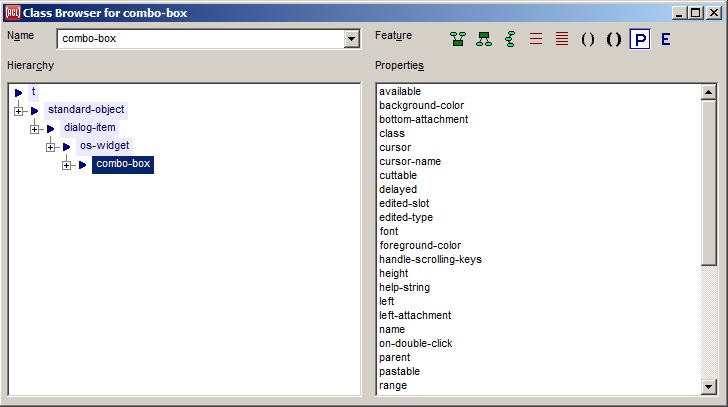 ACL Class Browser for combo-box
Name combo-box
Feature () () P E
Hierarchy
t
standard-object
dialog-item
os-widget
combo-box
Properties
available
background-color
bottom-attachment
class
cursor
cursor-name
cuttable
delayed
edited-slot
edited-type
font
foreground-color
handle-scrolling-keys
height
help-string
left
left-attachment
name
on-double-click
parent
pastable
range